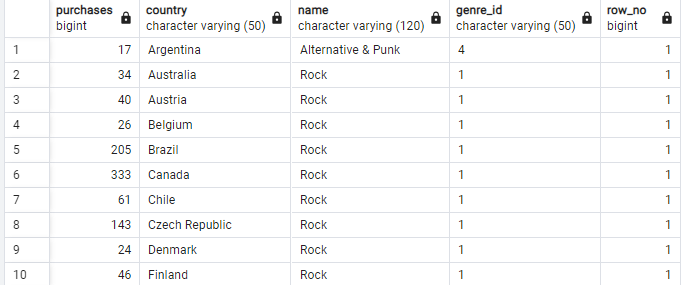 purchases country name genre_id row_no
bigint character varying (50) character varying (120) character varying (50) bigint
1 17 Argentina Alternative & Punk 4 1
2 34 Australia Rock 1 1
3 40 Austria Rock 1 1
4 26 Belgium Rock 1 1
5 205 Brazil Rock 1 1
6 333 Canada Rock 1 1
7 61 Chile Rock 1 1
8 143 Czech Republic Rock 1 1
9 24 Denmark Rock 1 1
10 46 Finland Rock 1 1